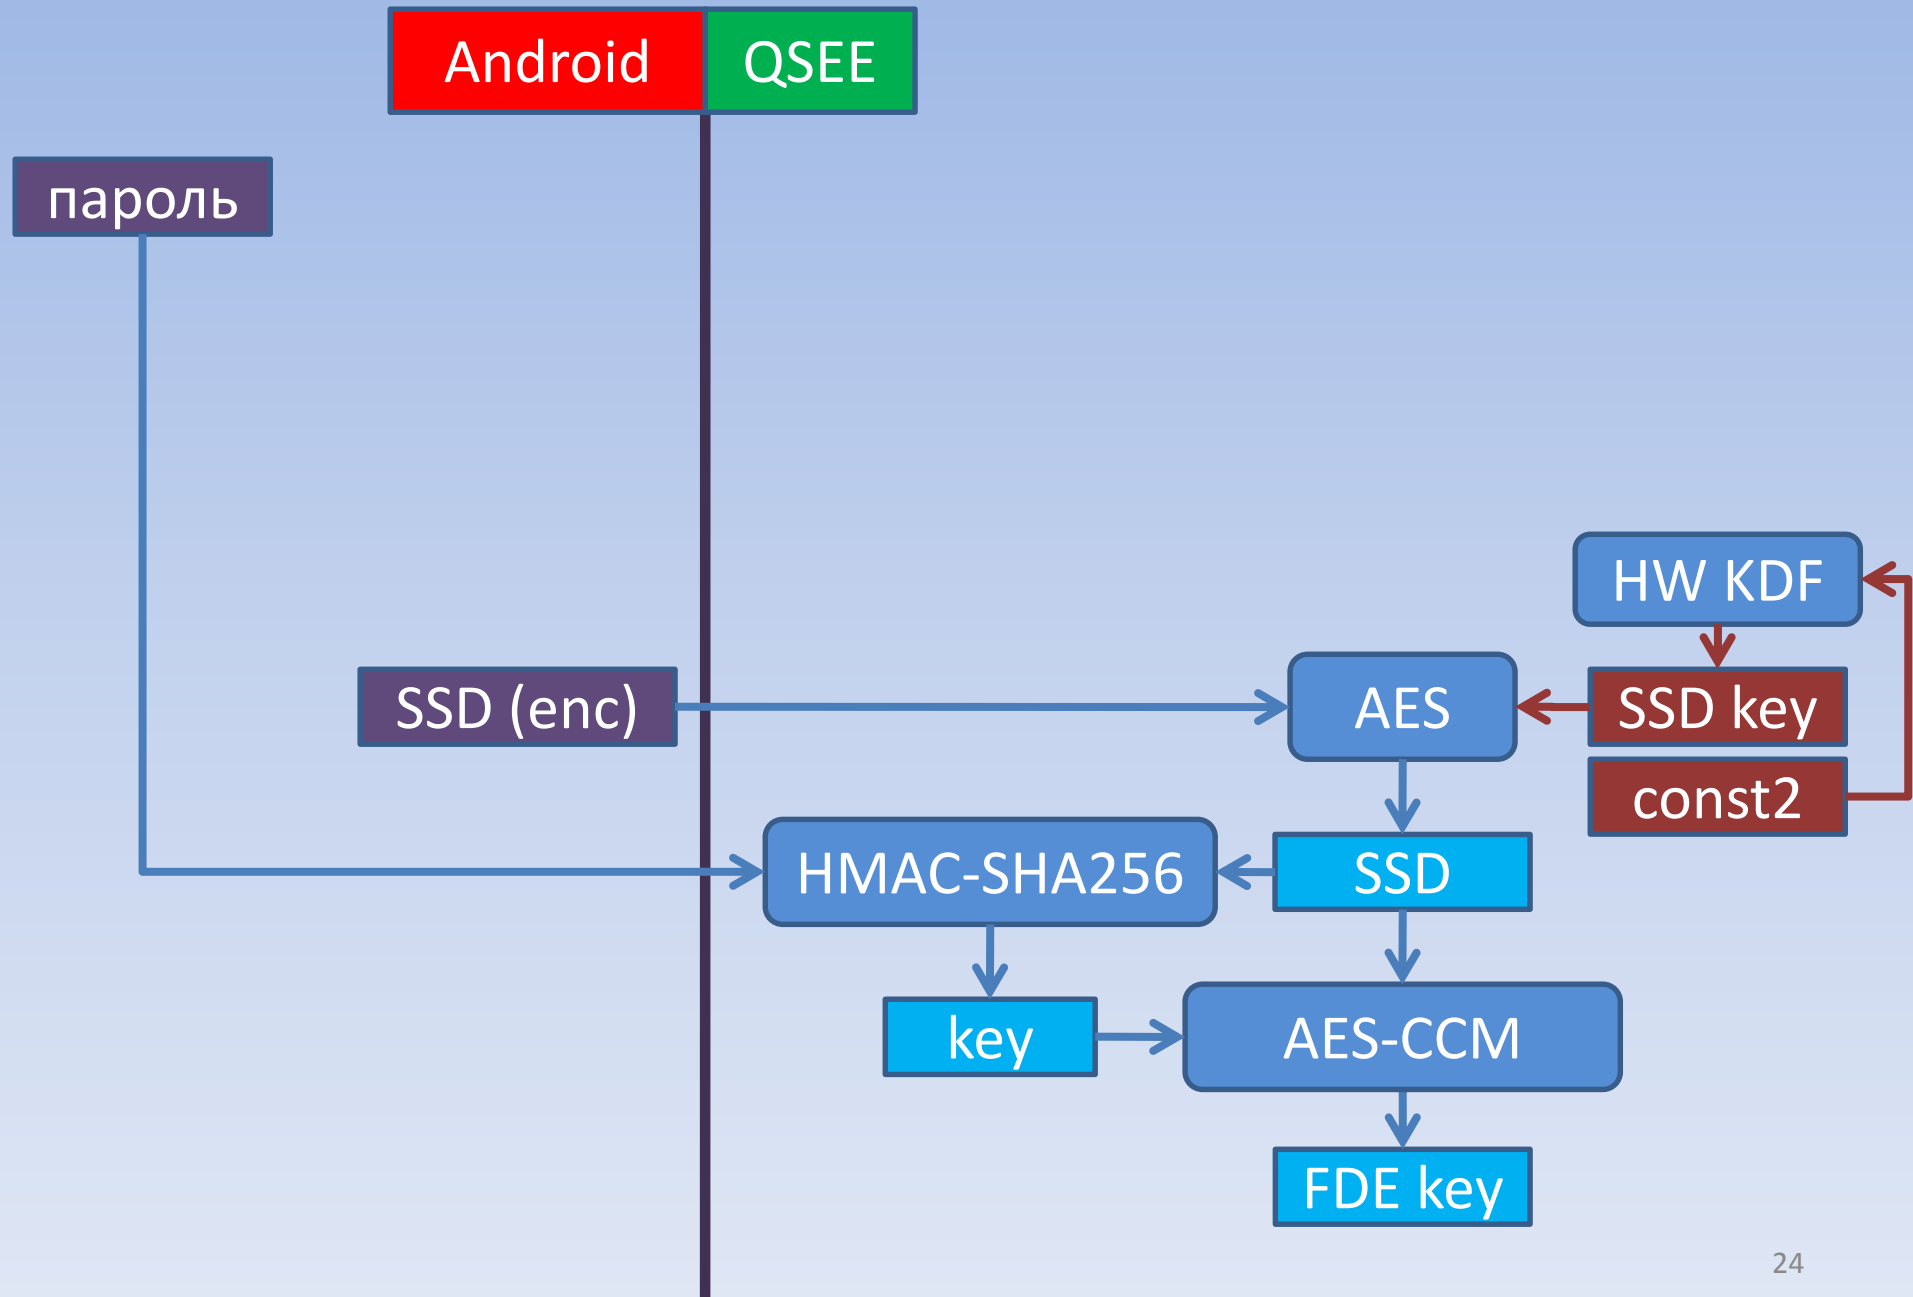 Android
QSEE
пароль
HW KDF
SSD (enc)
AES
SSD key
const2
HMAC-SHA256
SSD
key
AES-CCM
FDE key
24